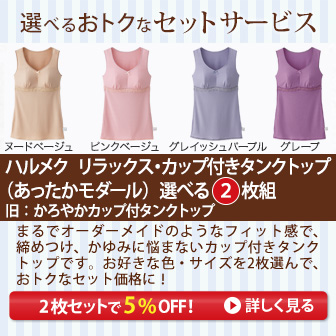 選べるおトクなセットサービス
ヌードベージュ ピンクベージュ グレイッシュパープル グレープ
ハルメク リラックス・カップ付きタンクトップ
（あったかモダール）選べる2枚組
旧：かろやかカップ付タンクトップ
まるでオーダーメイドのようなフィット感で、
締めつけ、かゆみに悩まないカップ付きタンク
トップです。お好きな色・サイズを2枚選んで、
おトクなセット価格に！
2枚セットで5%OFF! 詳しく見る